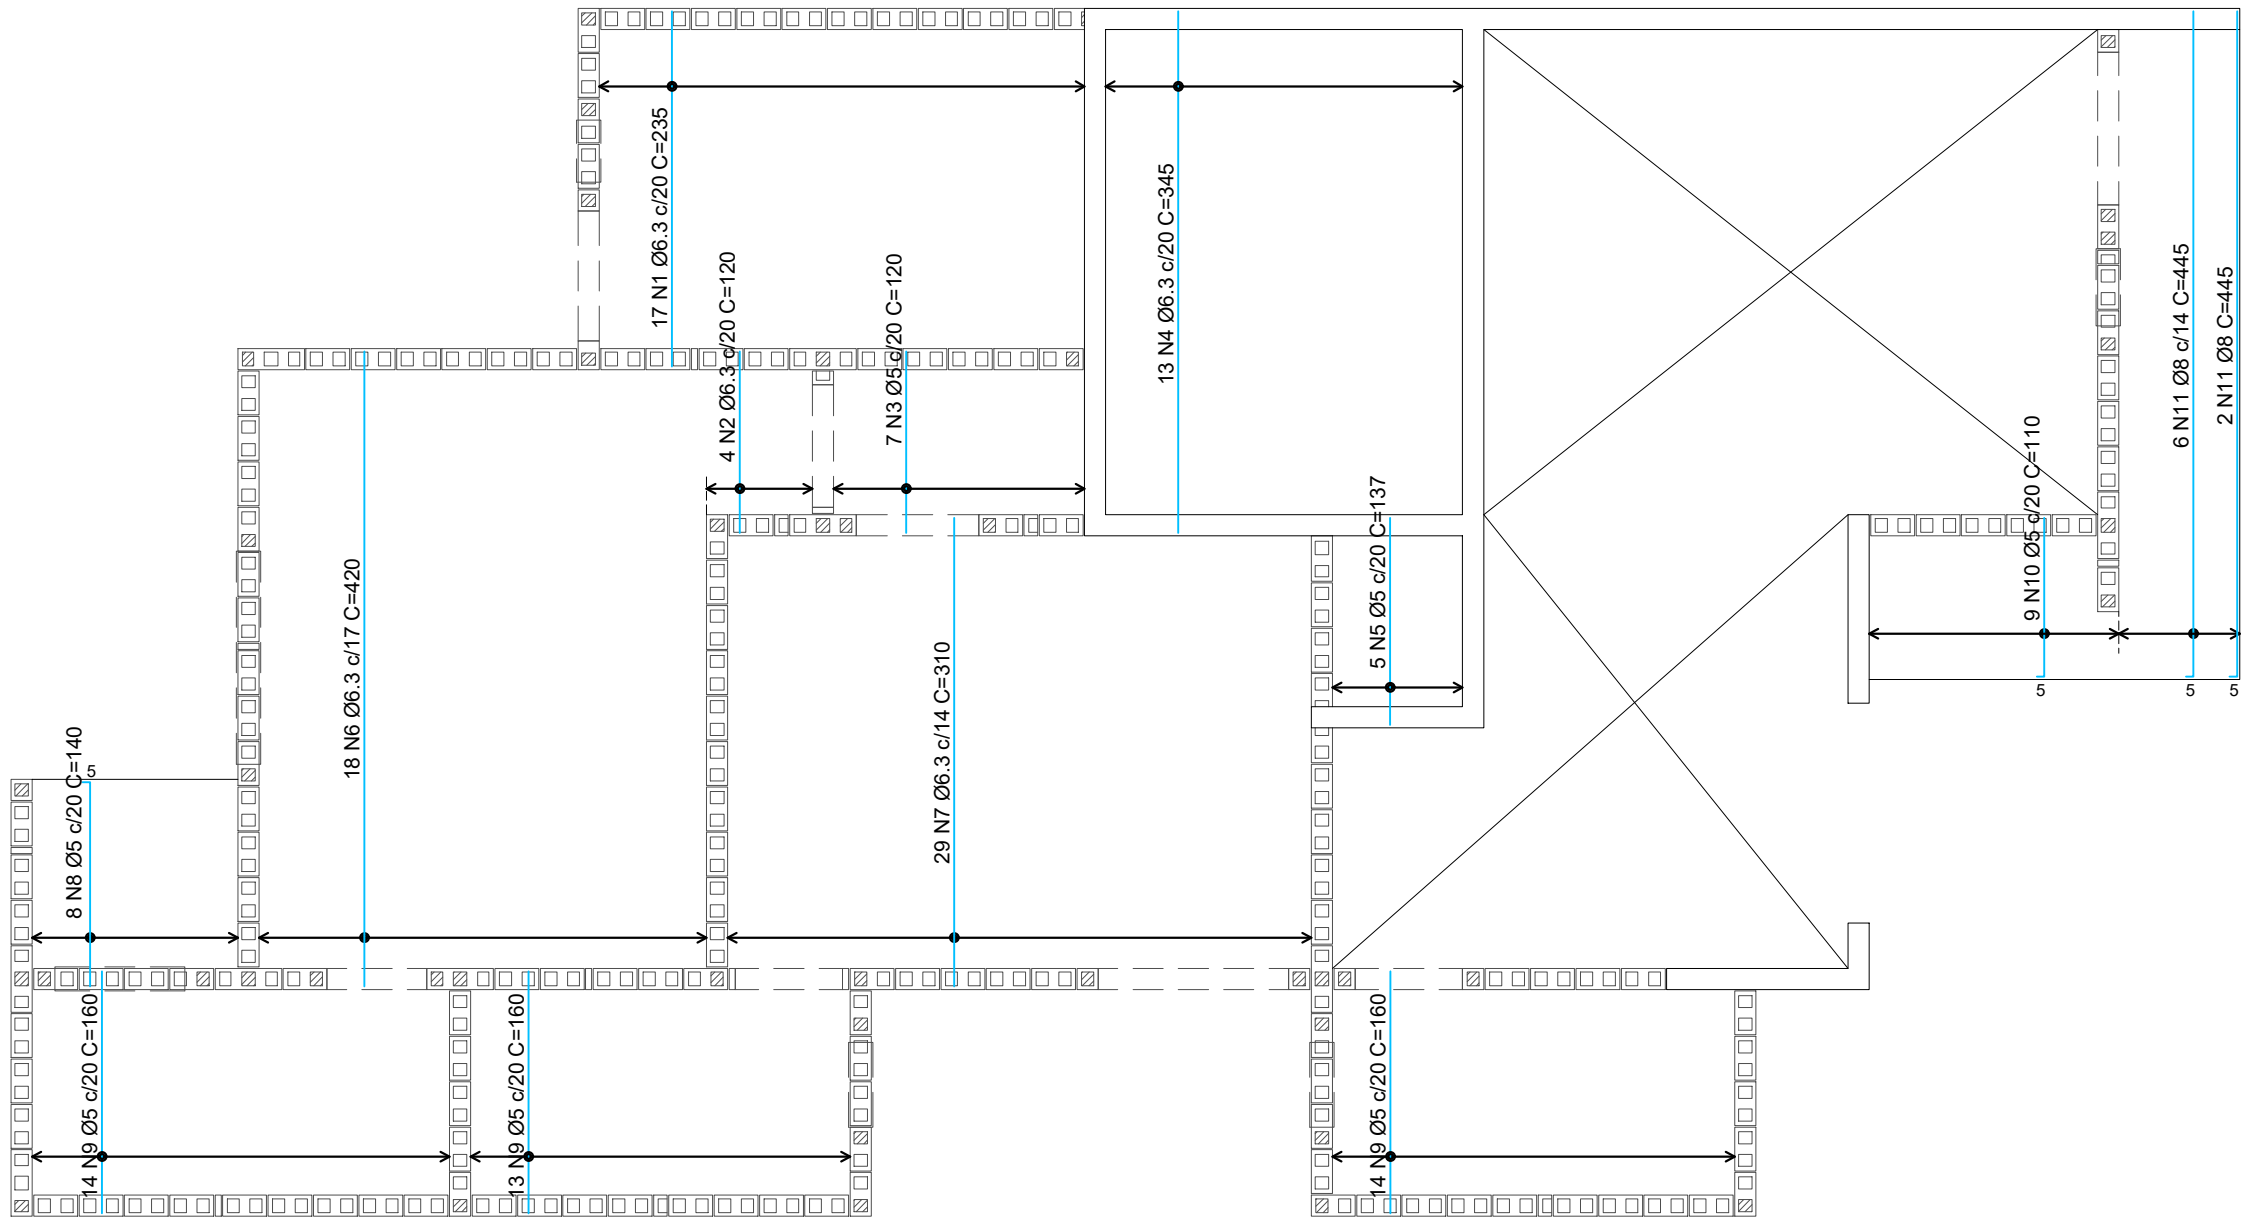 17 N1 Ø6.3 c/20 C=235
13 N4 Ø6.3 c/20 C=345
4 N2 Ø6.3 c/20 C=120
7 N3 Ø5 c/20 C=120
6 N11 Ø8 c/14 C=445
2 N11 Ø8 C=445
9 N10 Ø5 c/20 C=110
5 N5 Ø5 c/20 C=137
18 N6 Ø6.3 c/17 C=420
29 N7 Ø6.3 c/14 C=310
5
5
5
8 N8 Ø5 c/20 C=140
5
14 N9 Ø5 c/20 C=160
13 N9 Ø5 c/20 C=160
14 N9 Ø5 c/20 C=160